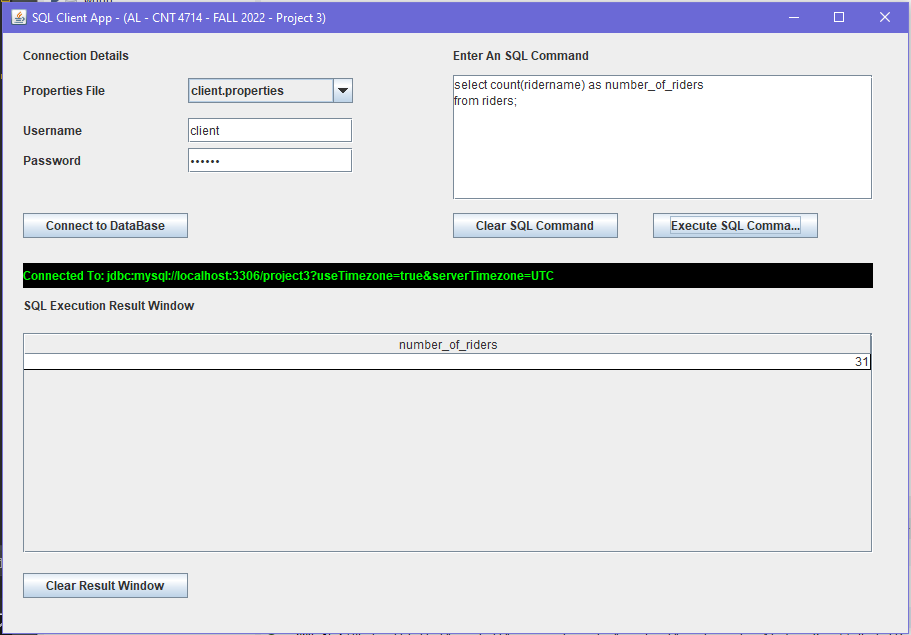 SQL Client App - (AL - CNT 4714 - FALL 2022 - Project 3)
Connection Details
Properties File
client.properties
Username
client
Password
••••••
Connect to DataBase
Enter An SQL Command
select count(ridername) as number_of_riders
from riders;
Clear SQL Command
Execute SQL Comma...
Connected To: jdbc:mysql://localhost:3306/project3?useTimezone=true&serverTimezone=UTC
SQL Execution Result Window
number_of_riders
31
Clear Result Window